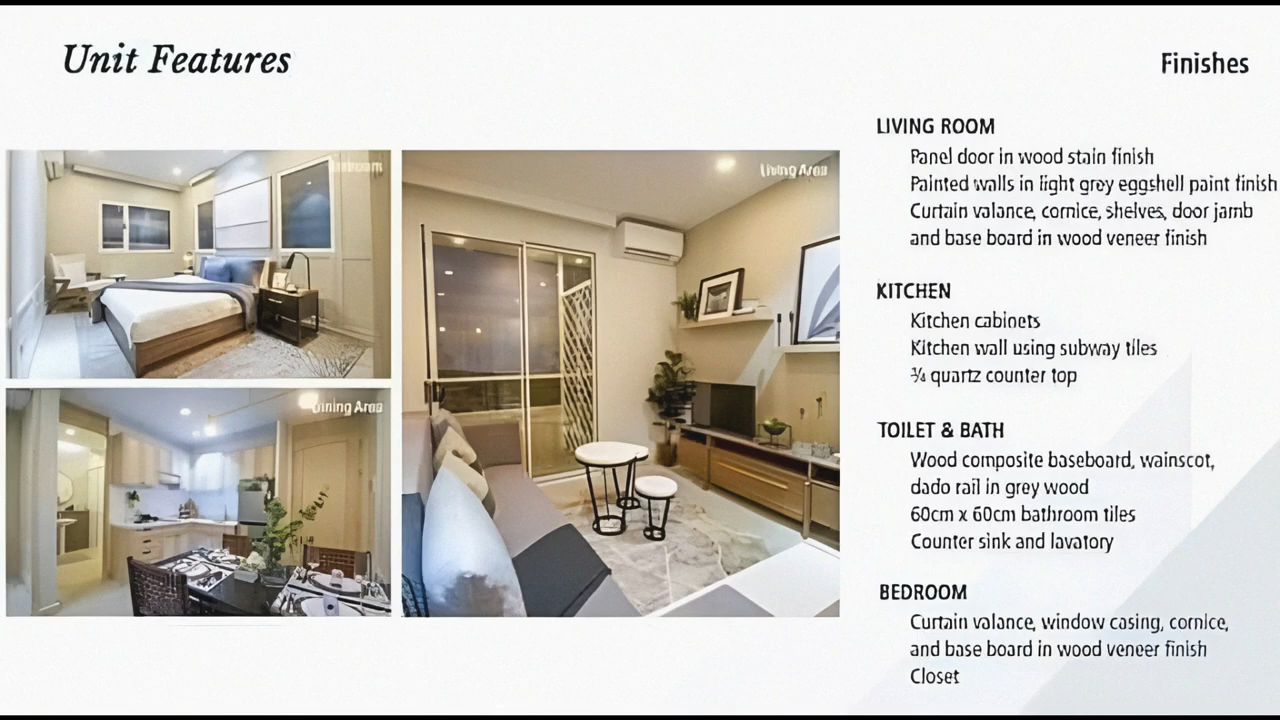 Unit Features
Finishes
Living Area
Dining Area
LIVING ROOM
Panel door in wood stain finish
Painted walls in light grey eggshell paint finish
Curtain valance, cornice, shelves, door jamb
and base board in wood veneer finish
KITCHEN
Kitchen cabinets
Kitchen wall using subway tiles
¾ quartz counter top
TOILET & BATH
Wood composite baseboard, wainscot,
dado rail in grey wood
60cm x 60cm bathroom tiles
Counter sink and lavatory
BEDROOM
Curtain valance, window casing, cornice,
and base board in wood veneer finish
Closet